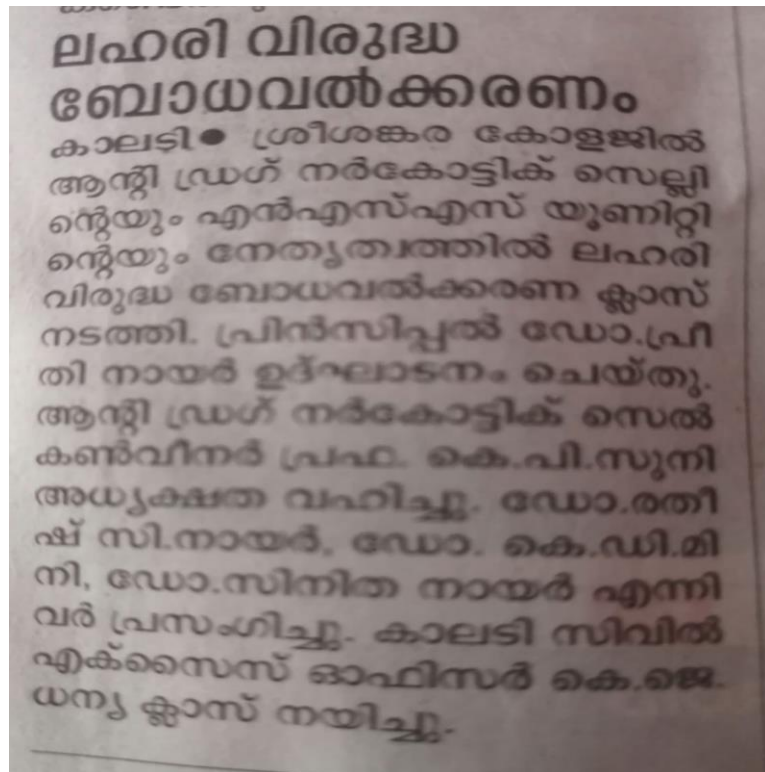 ലഹരി വിരുദ്ധ
ബോധവൽക്കരണം
കാലടി● ശ്രീശങ്കര കോളജിൽ
ആന്റി ഡ്രഗ് നർകോട്ടിക് സെല്ലി
ന്റെയും എൻഎസ്എസ് യൂണിറ്റി
ന്റെയും നേതൃത്വത്തിൽ ലഹരി
വിരുദ്ധ ബോധവൽക്കരണ ക്ലാസ്
നടത്തി. പ്രിൻസിപ്പൽ ഡോ.പ്രീ
തി നായർ ഉദ്ഘാടനം ചെയ്തു.
ആന്റി ഡ്രഗ് നർകോട്ടിക് സെൽ
കൺവീനർ പ്രഫ. കെ.പി.സുനി
അധ്യക്ഷത വഹിച്ചു. ഡോ.രതീ
ഷ് സി.നായർ, ഡോ. കെ.ഡി.മി
നി, ഡോ.സിനിത നായർ എന്നി
വർ പ്രസംഗിച്ചു. കാലടി സിവിൽ
എക്സൈസ് ഓഫിസർ കെ.ജെ.
ധന്യ ക്ലാസ് നയിച്ചു.